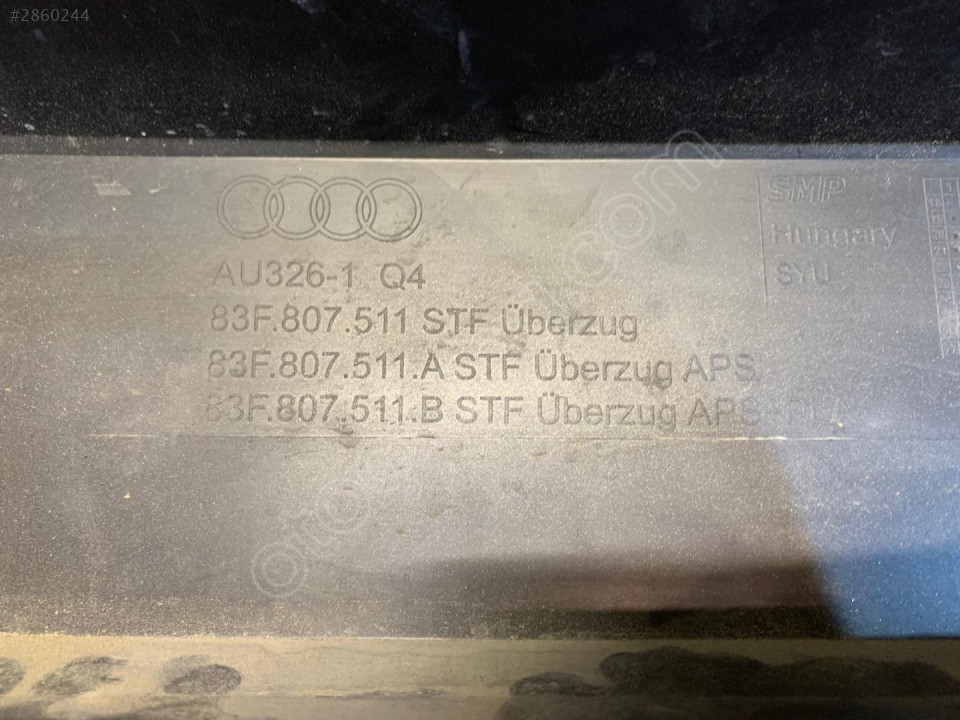 #2860244
SMP
Hungary
SYU
AU326-1 Q4
83F.807.511 STF Überzug
83F.807.511.A STF Überzug APS
83F.807.511.B STF Überzug